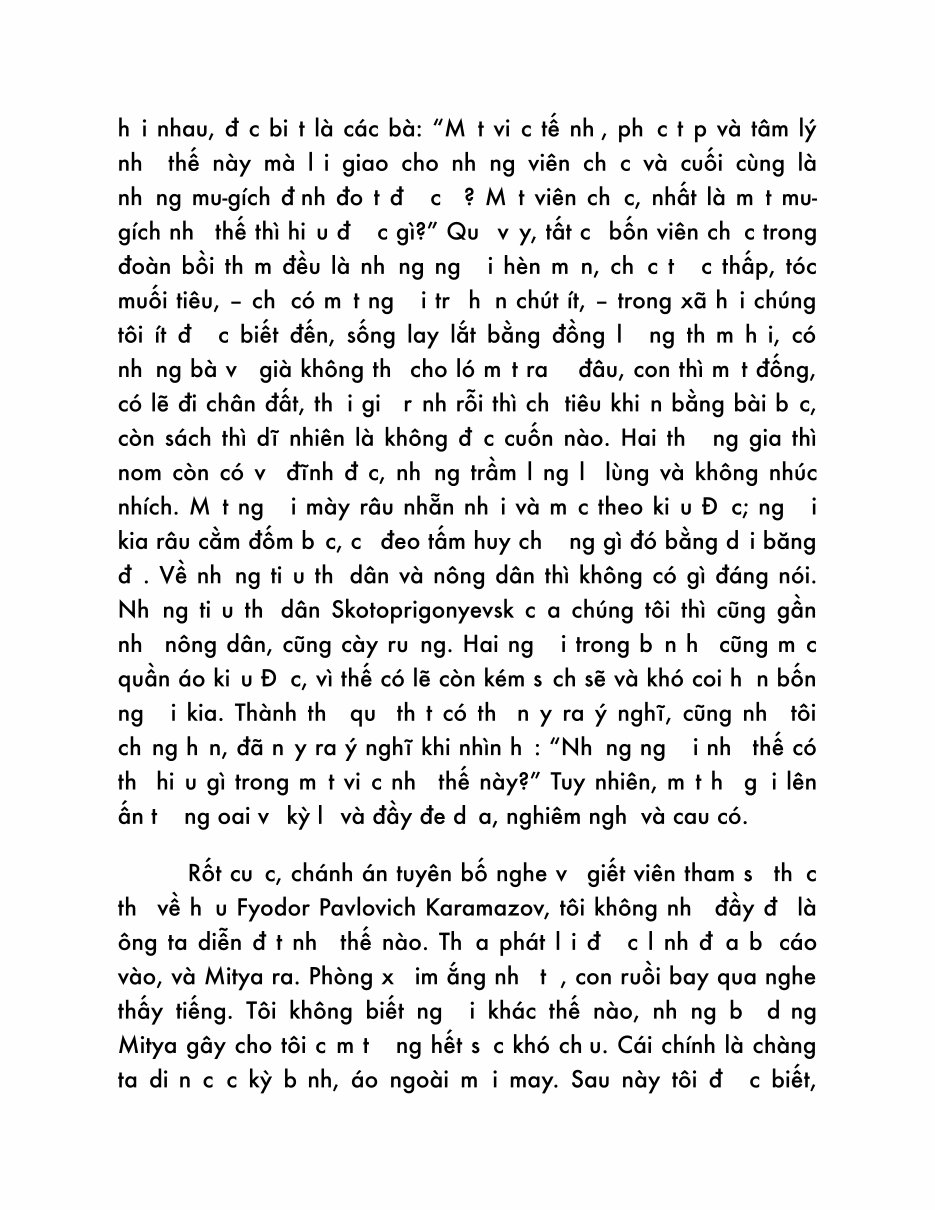 h i nhau, đ c bi t là các bà: “M t vi c tế nh , ph c t p và tâm lý
nh thế này mà l i giao cho nh ng viên ch c và cuối cùng là
nh ng mu-gích đ nh đo t đ c ? M t viên ch c, nhất là m t mu-
gích nh thế thì hi u đ c gì?” Qu v y, tất c bốn viên ch c trong
đoàn bồi th m đều là nh ng ng i hèn m n, ch c t c thấp, tóc
muối tiêu, – ch có m t ng i tr h n chút ít, – trong xã h i chúng
tôi ít đ c biết đến, sống lay lắt bằng đồng l ng th m h i, có
nh ng bà v già không th cho ló m t ra đâu, con thì m t đống,
có lẽ đi chân đất, th i gi r nh rỗi thì ch tiêu khi n bằng bài b c,
còn sách thì dĩ nhiên là không đ c cuốn nào. Hai th ng gia thì
nom còn có v đĩnh đ c, nh ng trầm l ng l lùng và không nhúc
nhích. M t ng i mày râu nhẵn nh i và m c theo ki u Đ c; ng i
kia râu cằm đốm b c, c đeo tấm huy ch ng gì đó bằng d i băng
đ . Về nh ng ti u th dân và nông dân thì không có gì đáng nói.
Nh ng ti u th dân Skotoprigonyevsk c a chúng tôi thì cũng gần
nh nông dân, cũng cày ru ng. Hai ng i trong b n h cũng m c
quần áo ki u Đ c, vì thế có lẽ còn kém s ch sẽ và khó coi h n bốn
ng i kia. Thành th qu th t có th n y ra ý nghĩ, cũng nh tôi
ch ng h n, đã n y ra ý nghĩ khi nhìn h : “Nh ng ng i nh thế có
th hi u gì trong m t vi c nh thế này?” Tuy nhiên, m t h g i lên
ấn t ng oai v kỳ l và đầy đe d a, nghiêm ngh và cau có.
Rốt cu c, chánh án tuyên bố nghe v giết viên tham s th c
th về h u Fyodor Pavlovich Karamazov, tôi không nh đầy đ là
ông ta diễn đ t nh thế nào. Th a phát l i đ c l nh đ a b cáo
vào, và Mitya ra. Phòng x im ắng nh t , con ruồi bay qua nghe
thấy tiếng. Tôi không biết ng i khác thế nào, nh ng b d ng
Mitya gây cho tôi c m t ng hết s c khó ch u. Cái chính là chàng
ta di n c c kỳ b nh, áo ngoài m i may. Sau này tôi đ c biết,